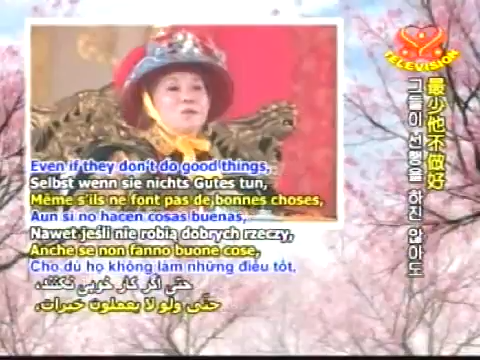 TELEVISION
Even if they don't do good things,
Selbst wenn sie nichts Gutes tun,
Même s'ils ne font pas de bonnes choses,
Aun si no hacen cosas buenas,
Nawet jeśli nie robią dobrych rzeczy,
Anche se non fanno buone cose,
Cho dù họ không làm những điều tốt,
حتی اگر کار خوبی نکنند،
حتّى ولو لا يعملون خيرات،
最少他不做好
그들이 선행을 하진 않아도